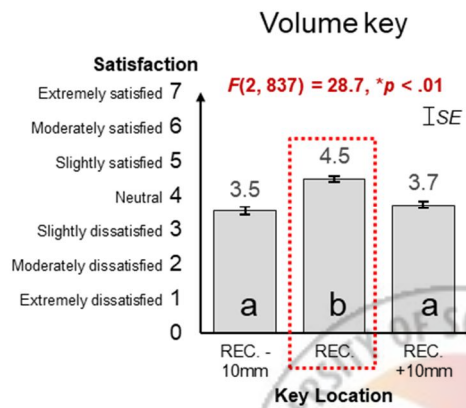 Volume key
Satisfaction
F(2, 837) = 28.7, *p < .01
SE
Extremely satisfied 7
Moderately satisfied 6
Slightly satisfied 5
Neutral 4
Slightly dissatisfied 3
Moderately dissatisfied 2
Extremely dissatisfied 1
0
3.5 4.5 3.7
a b a
REC. - 10mm
REC.
REC. +10mm
Key Location